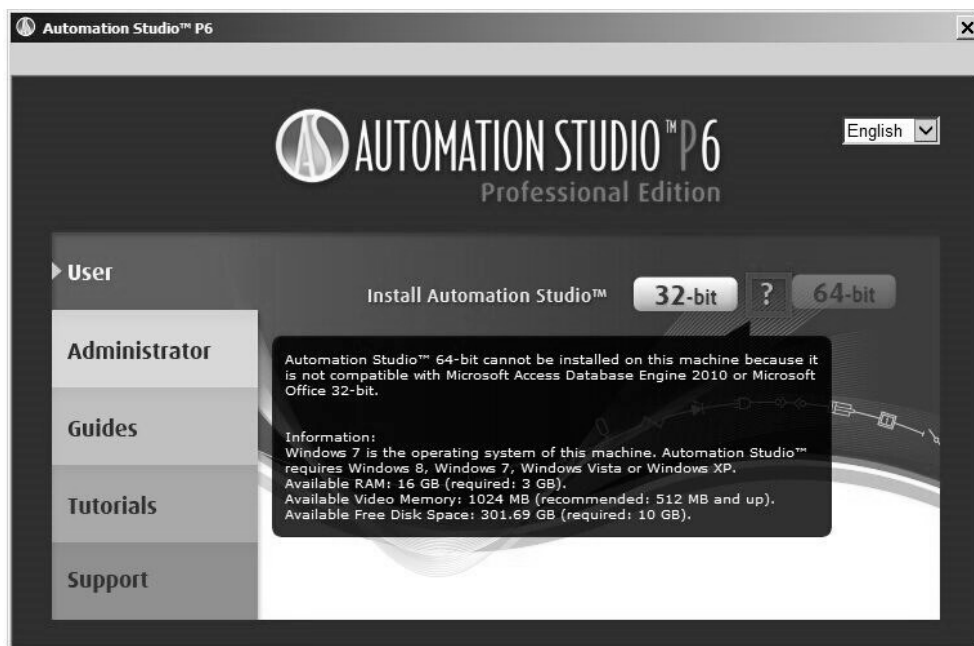 Automation Studio™ P6
AUTOMATION STUDIO™ P6
Professional Edition
English
User
Administrator
Guides
Tutorials
Support
Install Automation Studio™ 32-bit ? 64-bit
Automation Studio™ 64-bit cannot be installed on this machine because it
is not compatible with Microsoft Access Database Engine 2010 or Microsoft
Office 32-bit.
Information:
Windows 7 is the operating system of this machine. Automation Studio™
requires Windows 8, Windows 7, Windows Vista or Windows XP.
Available RAM: 16 GB (required: 3 GB).
Available Video Memory: 1024 MB (recommended: 512 MB and up).
Available Free Disk Space: 301.69 GB (required: 10 GB).